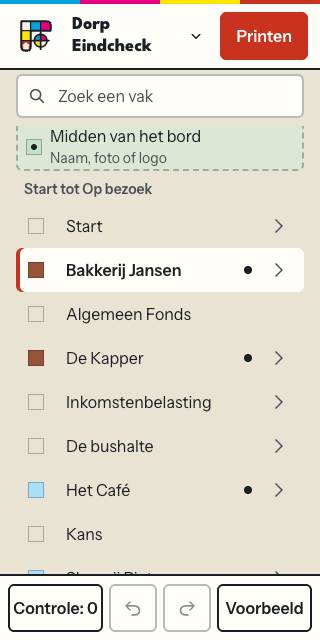 Dorp
Eindcheck
Printen
Zoek een vak
Midden van het bord
Naam, foto of logo
Start tot Op bezoek
Start
Bakkerij Jansen
Algemeen Fonds
De Kapper
Inkomstenbelasting
De bushalte
Het Café
Kans
Controle: 0
Voorbeeld